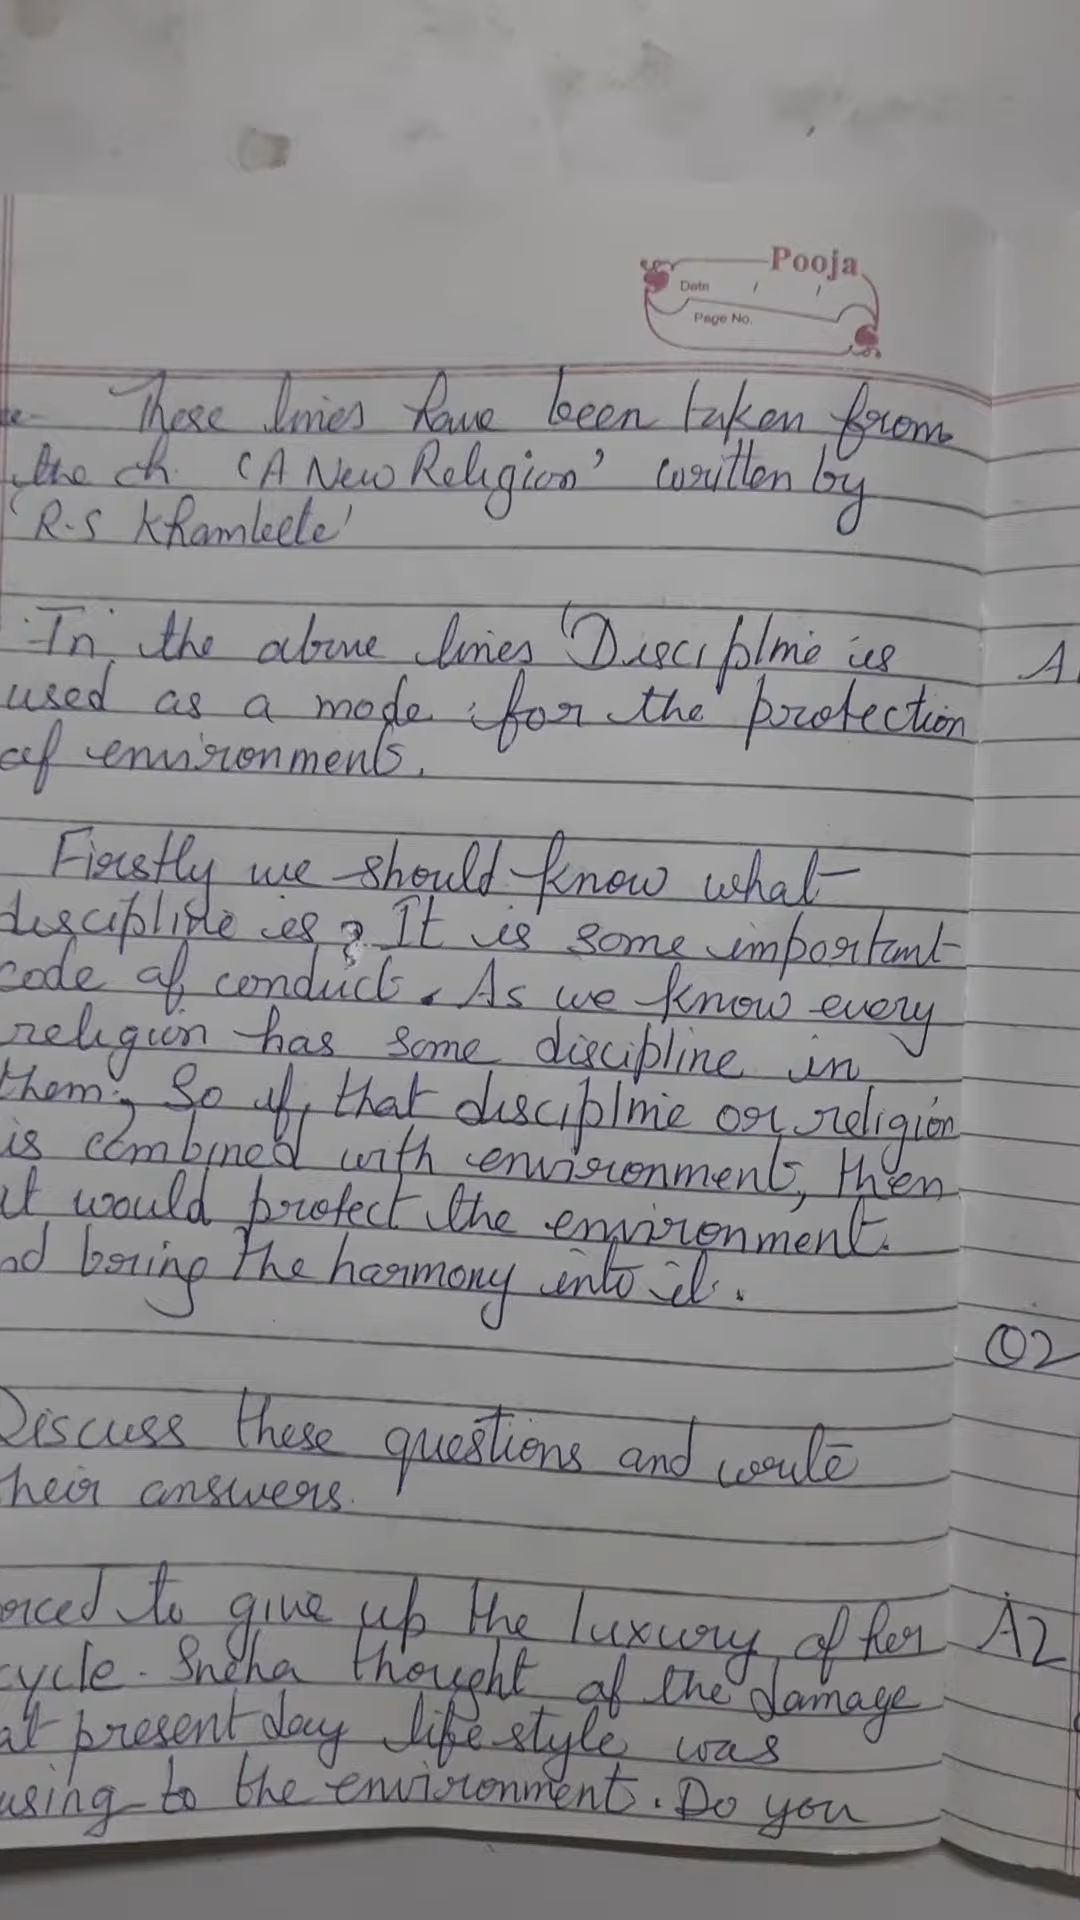 Pooja
Date / /
Page No.
These lines have been taken from
the ch. 'A New Religion' written by
'R.S Khamlete'
In the above lines 'Discipline is
used as a mode for the protection
of environment.
Firstly we should know what
discipline is? It is some important
code of conduct. As we know every
religion has some discipline in
them, So if, that discipline or religion
is combined with environment, then
it would protect the environment.
nd bring the harmony into it.
Discuss these questions and write
their answers.
orced to give up the luxury of her
cycle. Sneha thought of the damage
at present day life style was
using to the environment. Do you
A
Q2
A2